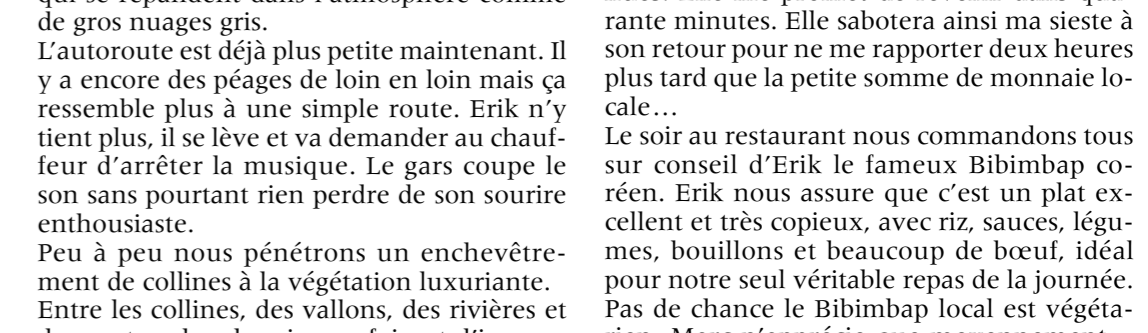 de gros nuages gris.
L'autoroute est déjà plus petite maintenant. Il
y a encore des péages de loin en loin mais ça
ressemble plus à une simple route. Erik n'y
tient plus, il se lève et va demander au chauf-
feur d'arrêter la musique. Le gars coupe le
son sans pourtant rien perdre de son sourire
enthousiaste.
Peu à peu nous pénétrons un enchevêtre-
ment de collines à la végétation luxuriante.
Entre les collines, des vallons, des rivières et
rante minutes. Elle sabotera ainsi ma sieste à
son retour pour ne me rapporter deux heures
plus tard que la petite somme de monnaie lo-
cale…
Le soir au restaurant nous commandons tous
sur conseil d'Erik le fameux Bibimbap co-
réen. Erik nous assure que c'est un plat ex-
cellent et très copieux, avec riz, sauces, légu-
mes, bouillons et beaucoup de bœuf, idéal
pour notre seul véritable repas de la journée.
Pas de chance le Bibimbap local est végéta-